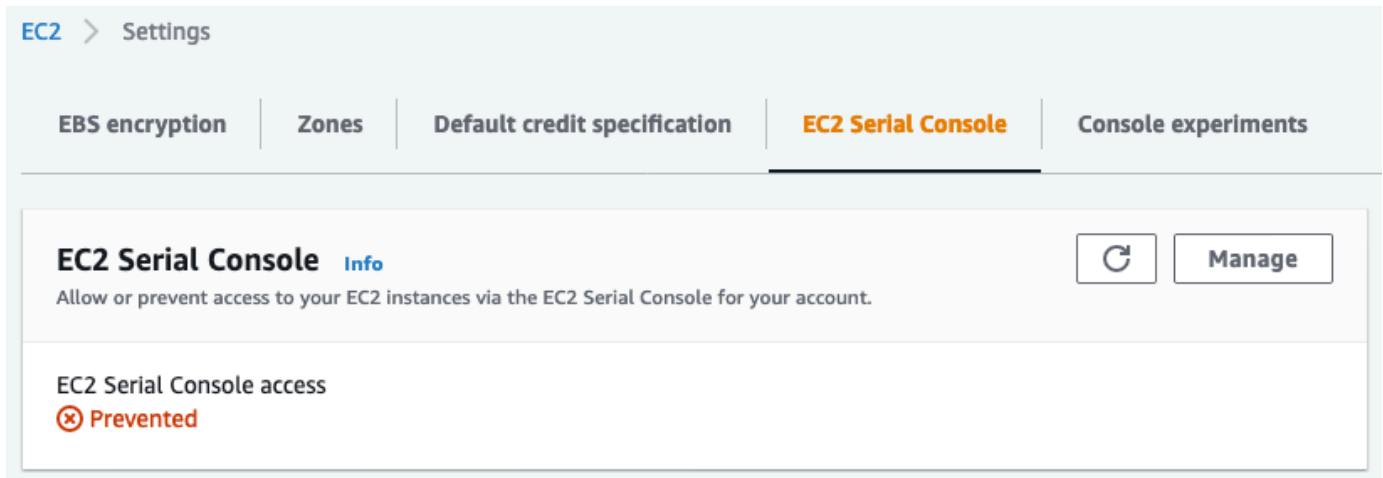 EC2 > Settings
EBS encryption Zones Default credit specification EC2 Serial Console Console experiments
EC2 Serial Console Info Manage
Allow or prevent access to your EC2 instances via the EC2 Serial Console for your account.
EC2 Serial Console access
Prevented